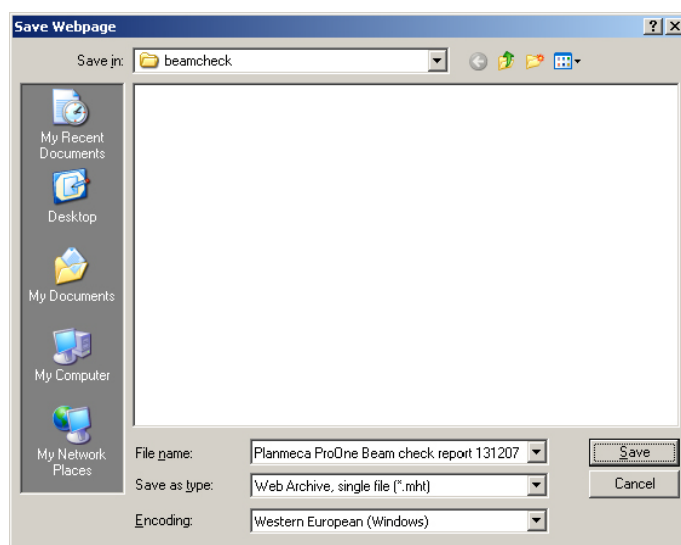 Save Webpage
Save in: beamcheck
My Recent
Documents
Desktop
My Documents
My Computer
My Network
Places
File name: Planmeca ProOne Beam check report 131207 Save
Save as type: Web Archive, single file (*.mht) Cancel
Encoding: Western European (Windows)